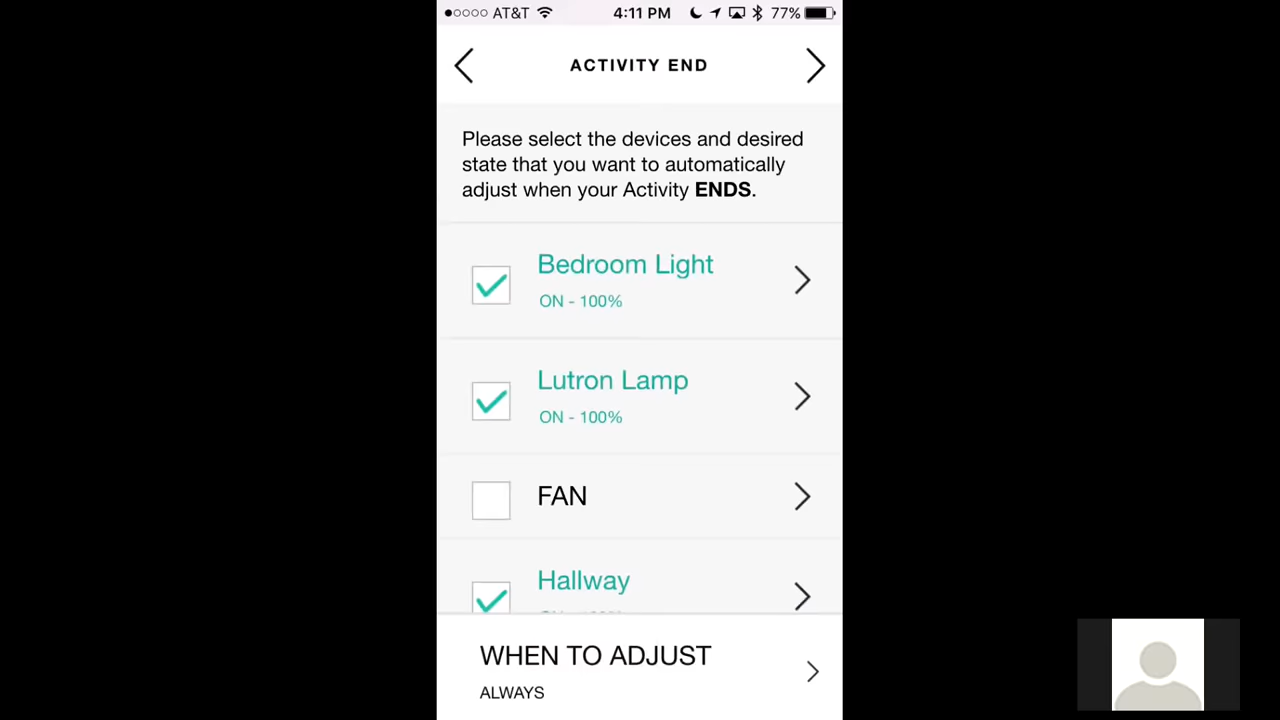 AT&T 4:11 PM 77%
ACTIVITY END
Please select the devices and desired
state that you want to automatically
adjust when your Activity ENDS.
Bedroom Light
ON - 100%
Lutron Lamp
ON - 100%
FAN
Hallway
WHEN TO ADJUST
ALWAYS